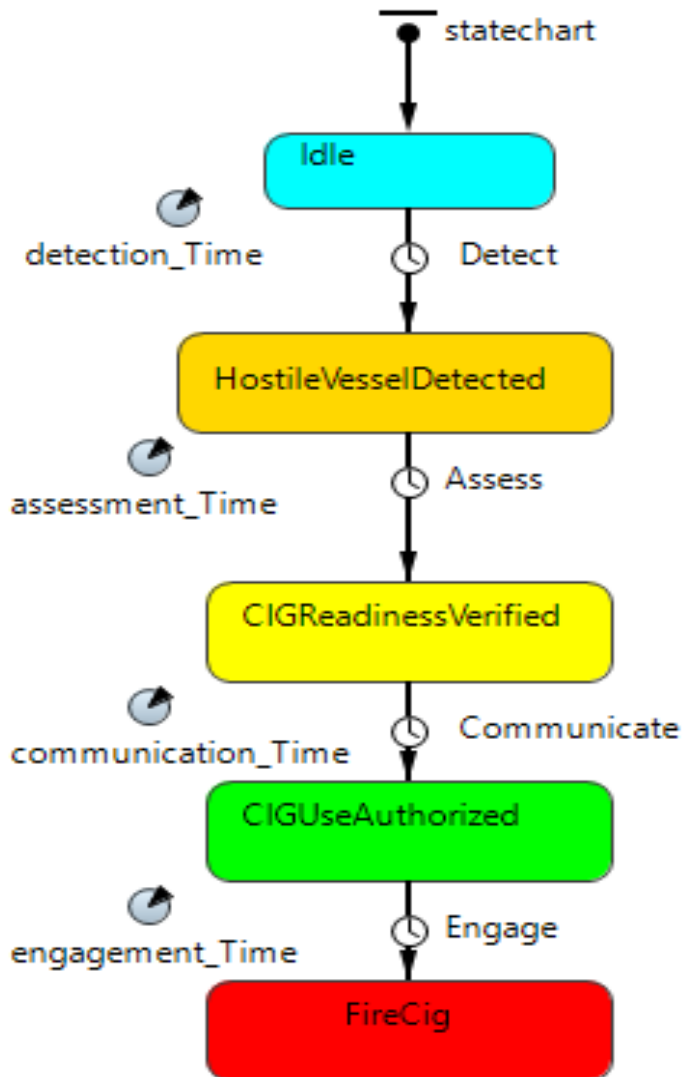 statechart
Idle
detection_Time
Detect
HostileVesselDetected
assessment_Time
Assess
CIGReadinessVerified
communication_Time
Communicate
CIGUseAuthorized
engagement_Time
Engage
FireCig